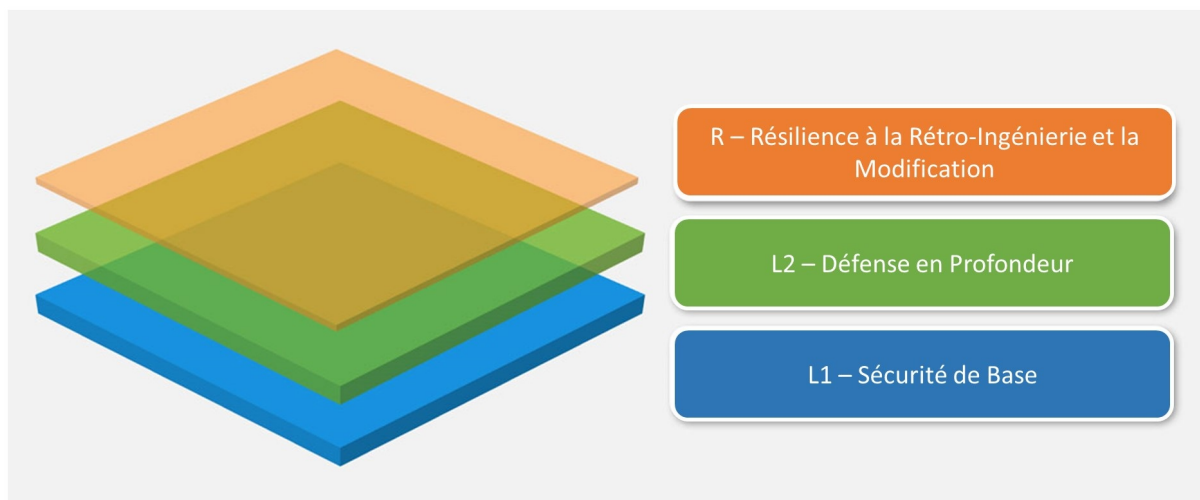 R – Résilience à la Rétro-Ingénierie et la
Modification
L2 – Défense en Profondeur
L1 – Sécurité de Base